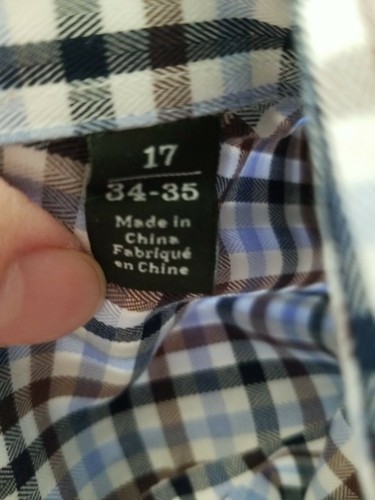 17
34-35
Made in
China
Fabriqué
en Chine